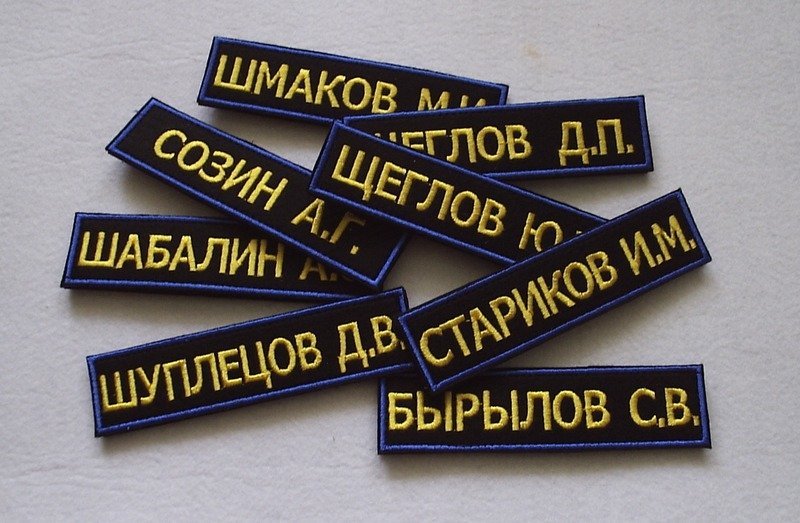 ШМАКОВ М.И.
ЩЕГЛОВ Д.П.
СОЗИН А.Г.
ЩЕГЛОВ Ю.
ШАБАЛИН А.
СТАРИКОВ И.М.
ШУПЛЕЦОВ Д.В.
БЫРЫЛОВ С.В.